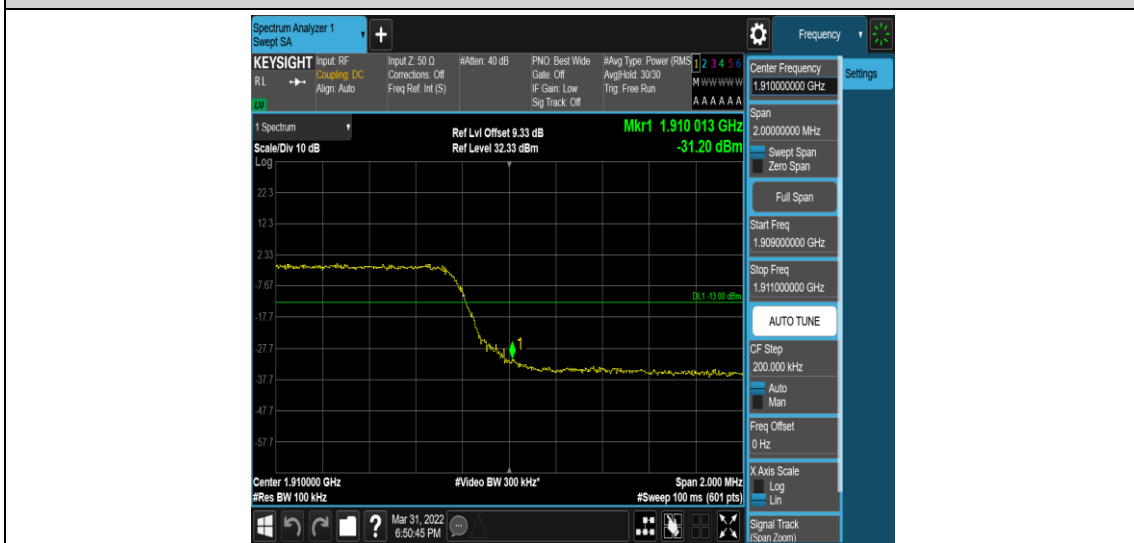 Spectrum Analyzer 1
Swept SA
+
Frequency
KEYSIGHT
RL
LXI
Input: RF
Coupling: DC
Align: Auto
Input Z: 50 Ω
Corrections: Off
Freq Ref: Int (S)
#Atten: 40 dB
PNO: Best Wide
Gate: Off
IF Gain: Low
Sig Track: Off
#Avg Type: Power (RMS
Avg|Hold: 30/30
Trig: Free Run
1 2 3 4 5 6
M W W W W W
A A A A A A
1 Spectrum
Scale/Div 10 dB
Ref Lvl Offset 9.33 dB
Ref Level 32.33 dBm
Mkr1 1.910 013 GHz
-31.20 dBm
Log
22.3
12.3
2.33
-7.67
DL1 -13.00 dBm
-17.7
1
-27.7
-37.7
-47.7
-57.7
Center 1.910000 GHz
#Video BW 300 kHz*
Span 2.000 MHz
#Res BW 100 kHz
#Sweep 100 ms (601 pts)
?
Mar 31, 2022
6:50:45 PM
Center Frequency
1.910000000 GHz
Settings
Span
2.00000000 MHz
Swept Span
Zero Span
Full Span
Start Freq
1.909000000 GHz
Stop Freq
1.911000000 GHz
AUTO TUNE
CF Step
200.000 kHz
Auto
Man
Freq Offset
0 Hz
X Axis Scale
Log
Lin
Signal Track
(Span Zoom)